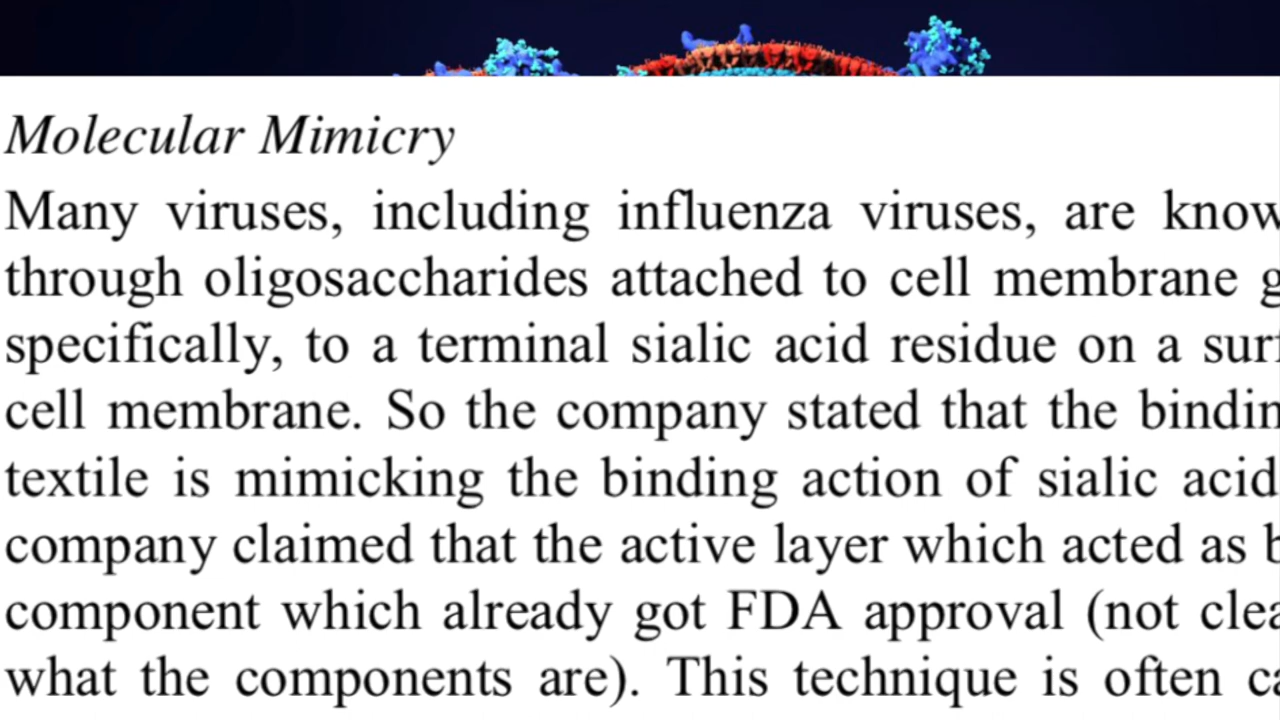 Molecular Mimicry
Many viruses, including influenza viruses, are know
through oligosaccharides attached to cell membrane g
specifically, to a terminal sialic acid residue on a surf
cell membrane. So the company stated that the bindin
textile is mimicking the binding action of sialic acid
company claimed that the active layer which acted as b
component which already got FDA approval (not clea
what the components are). This technique is often ca